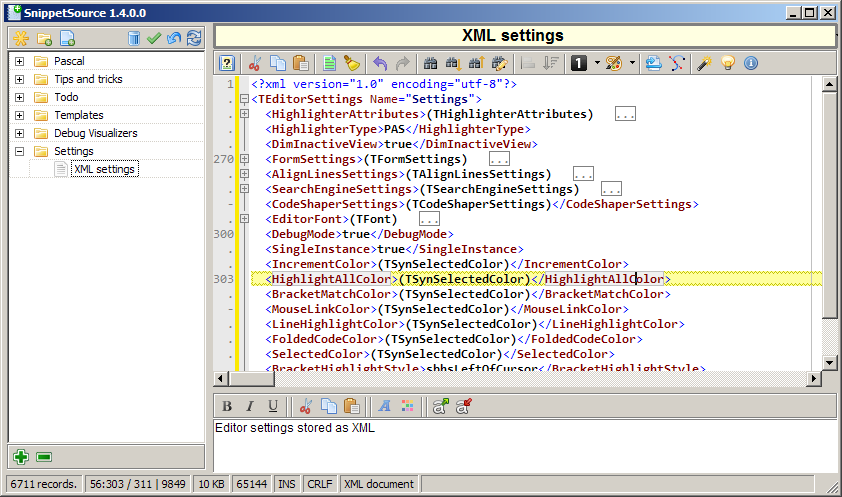 SnippetSource 1.4.0.0
Pascal
Tips and tricks
Todo
Templates
Debug Visualizers
Settings
XML settings
XML settings
1 <?xml version="1.0" encoding="utf-8"?>
<TEditorSettings Name="Settings">
<HighlighterAttributes>(THighlighterAttributes) ...
<HighlighterType>PAS</HighlighterType>
<DimInactiveView>true</DimInactiveView>
270 <FormSettings>(TFormSettings) ...
<AlignLinesSettings>(TAlignLinesSettings) ...
<SearchEngineSettings>(TSearchEngineSettings) ...
<CodeShaperSettings>(TCodeShaperSettings)</CodeShaperSettings>
<EditorFont>(TFont) ...
300 <DebugMode>true</DebugMode>
<SingleInstance>true</SingleInstance>
<IncrementColor>(TSynSelectedColor)</IncrementColor>
303 <HighlightAllColor>(TSynSelectedColor)</HighlightAllColor>
<BracketMatchColor>(TSynSelectedColor)</BracketMatchColor>
<MouseLinkColor>(TSynSelectedColor)</MouseLinkColor>
<LineHighlightColor>(TSynSelectedColor)</LineHighlightColor>
<FoldedCodeColor>(TSynSelectedColor)</FoldedCodeColor>
<SelectedColor>(TSynSelectedColor)</SelectedColor>
<BracketHighlightStyle>sbhsLeftOfCursor</BracketHighlightStyle>
B I U A
Editor settings stored as XML
6711 records. 56:303 / 311 | 9849 10 KB 65144 INS CRLF XML document